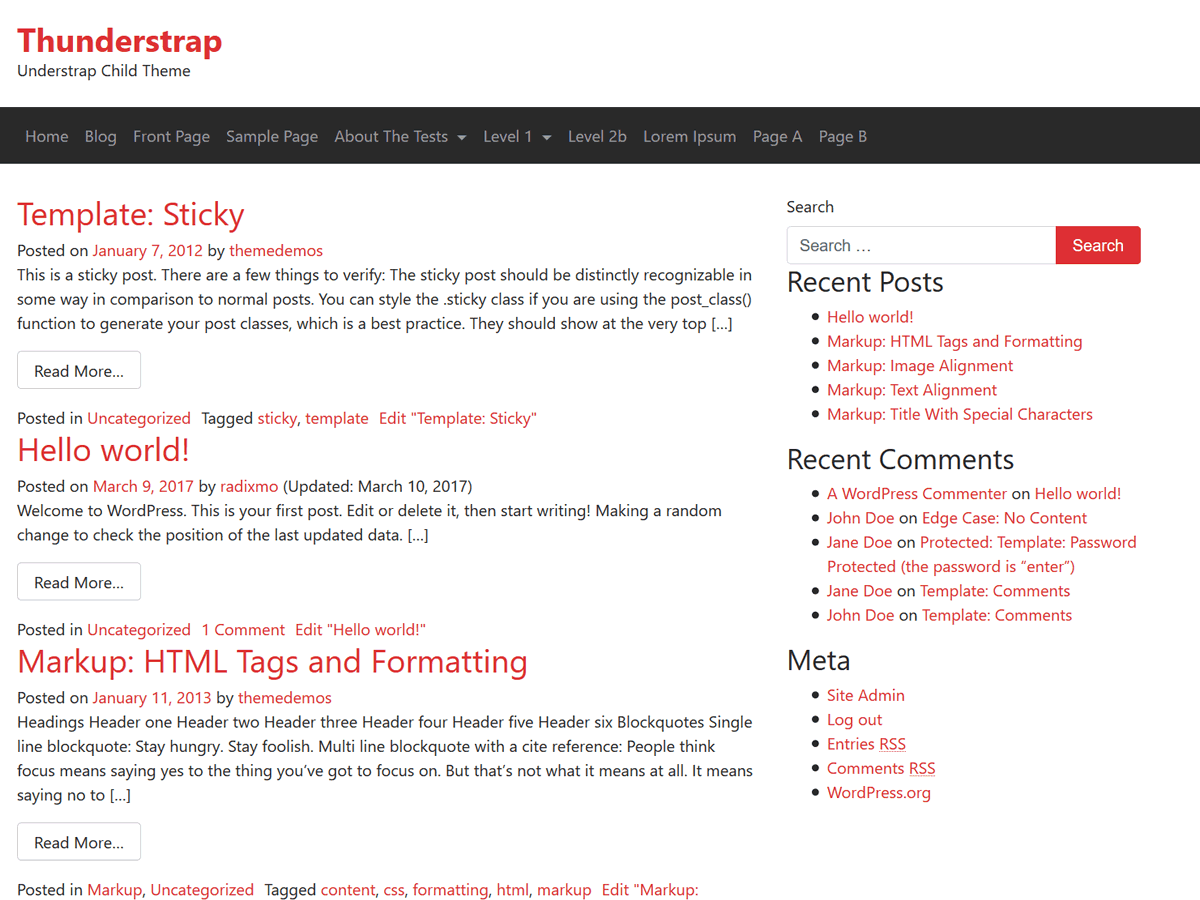 Thunderstrap
Understrap Child Theme
Home Blog Front Page Sample Page About The Tests Level 1 Level 2b Lorem Ipsum Page A Page B
Template: Sticky
Posted on January 7, 2012 by themedemos
This is a sticky post. There are a few things to verify: The sticky post should be distinctly recognizable in
some way in comparison to normal posts. You can style the .sticky class if you are using the post_class()
function to generate your post classes, which is a best practice. They should show at the very top [...]
Read More...
Posted in Uncategorized Tagged sticky, template Edit "Template: Sticky"
Hello world!
Posted on March 9, 2017 by radixmo (Updated: March 10, 2017)
Welcome to WordPress. This is your first post. Edit or delete it, then start writing! Making a random
change to check the position of the last updated data. [...]
Read More...
Posted in Uncategorized 1 Comment Edit "Hello world!"
Markup: HTML Tags and Formatting
Posted on January 11, 2013 by themedemos
Headings Header one Header two Header three Header four Header five Header six Blockquotes Single
line blockquote: Stay hungry. Stay foolish. Multi line blockquote with a cite reference: People think
focus means saying yes to the thing you’ve got to focus on. But that’s not what it means at all. It means
saying no to [...]
Read More...
Posted in Markup, Uncategorized Tagged content, css, formatting, html, markup Edit "Markup:
Search
Search …
Search
Recent Posts
Hello world!
Markup: HTML Tags and Formatting
Markup: Image Alignment
Markup: Text Alignment
Markup: Title With Special Characters
Recent Comments
A WordPress Commenter on Hello world!
John Doe on Edge Case: No Content
Jane Doe on Protected: Template: Password
Protected (the password is “enter”)
Jane Doe on Template: Comments
John Doe on Template: Comments
Meta
Site Admin
Log out
Entries RSS
Comments RSS
WordPress.org